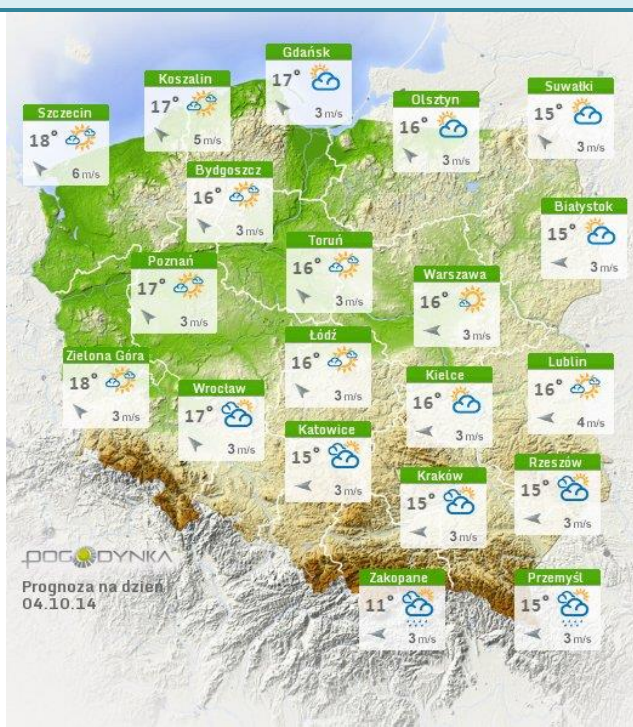 Gdańsk
17°
3 m/s
Koszalin
17°
5 m/s
Szczecin
18°
6 m/s
Olsztyn
16°
3 m/s
Suwałki
15°
3 m/s
Bydgoszcz
16°
3 m/s
Białystok
15°
3 m/s
Toruń
16°
3 m/s
Poznań
17°
3 m/s
Warszawa
16°
3 m/s
Łódź
16°
3 m/s
Zielona Góra
18°
3 m/s
Wrocław
17°
3 m/s
Kielce
16°
3 m/s
Lublin
16°
4 m/s
Katowice
15°
3 m/s
Kraków
15°
3 m/s
Rzeszów
15°
3 m/s
POGODYNKA
Prognoza na dzień
04.10.14
Zakopane
11°
3 m/s
Przemyśl
15°
3 m/s